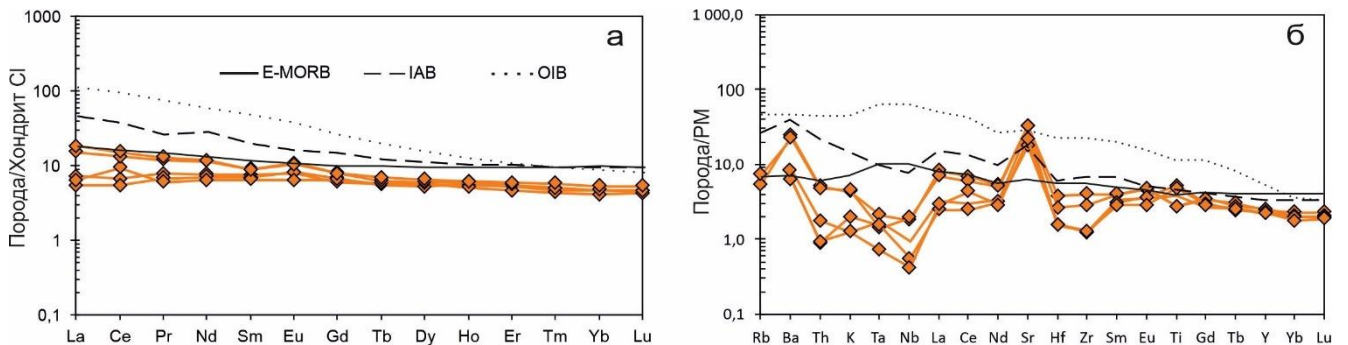 а
Порода/Хондрит CI
1000
100
10
1
0,1
E-MORB
IAB
OIB
La Ce Pr Nd Sm Eu Gd Tb Dy Ho Er Tm Yb Lu
б
Порода/PM
1 000,0
100
10,0
1,0
0,1
Rb Ba Th K Ta Nb La Ce Nd Sr Hf Zr Sm Eu Ti Gd Tb Y Yb Lu